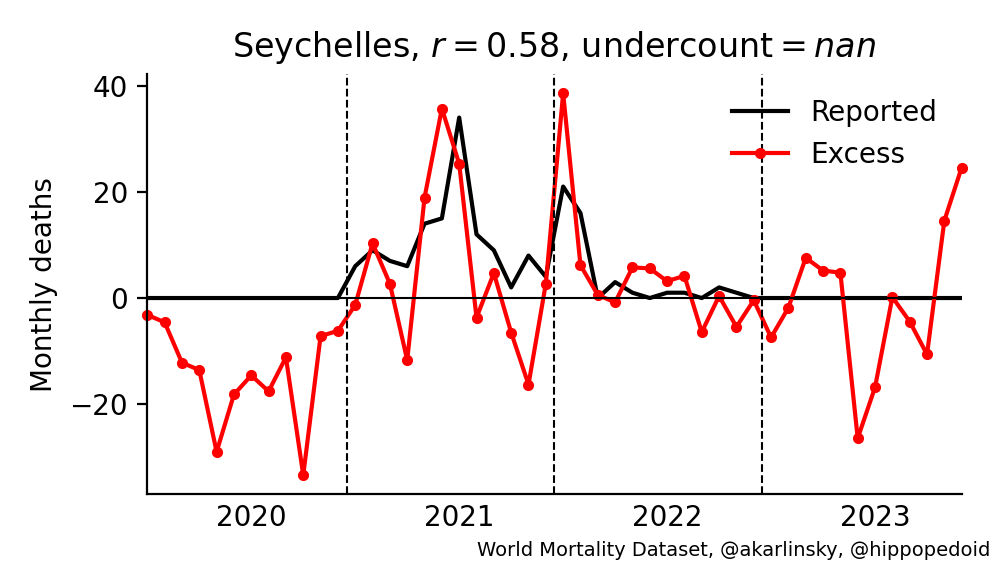 Seychelles, r = 0.58, undercount = nan
40
20
0
−20
Monthly deaths
Reported
Excess
2020 2021 2022 2023
World Mortality Dataset, @akarlinsky, @hippopedoid